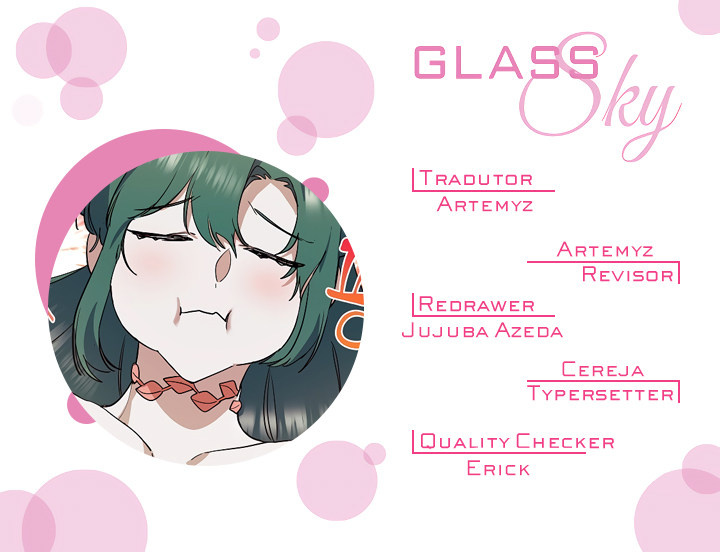 GLASS
Sky
TRADUTOR
ARTEMYZ
ARTEMYZ
REVISOR
REDRAWER
JUJUBA AZEDA
CEREJA
TYPERSETTER
QUALITY CHECKER
ERICK